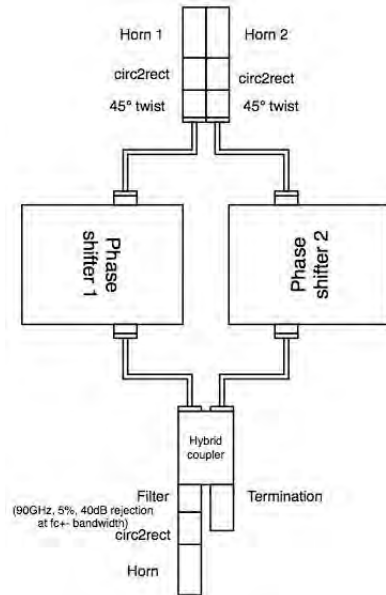 Horn 1
Horn 2
circ2rect
circ2rect
45° twist
45° twist
Phase
shifter 1
Phase
shifter 2
Hybrid
coupler
Filter
Termination
(90GHz, 5%, 40dB rejection
at fc+- bandwidth)
circ2rect
Horn